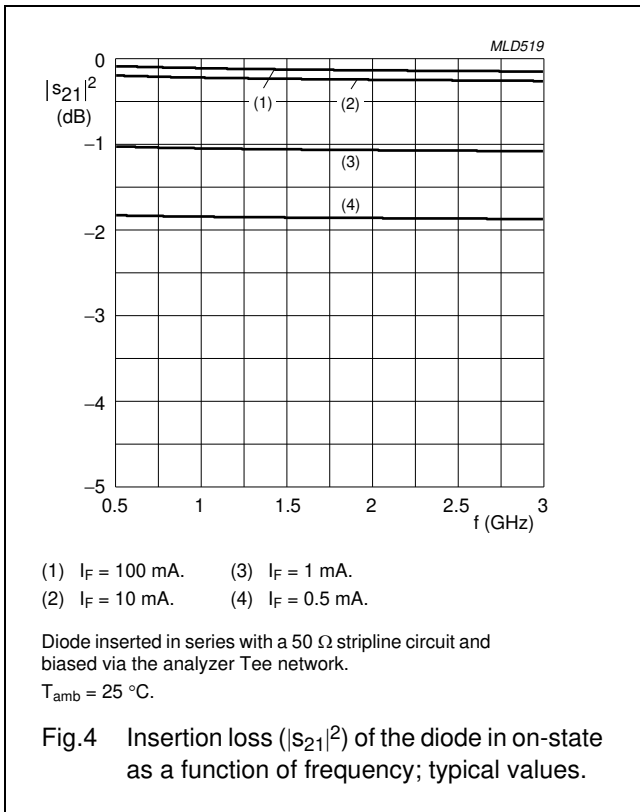 MLD519
0
|s21|²
(dB)
(1)
(2)
−1
(3)
(4)
−2
−3
−4
−5
0.5 1 1.5 2 2.5 3
f (GHz)
(1) IF = 100 mA. (3) IF = 1 mA.
(2) IF = 10 mA. (4) IF = 0.5 mA.
Diode inserted in series with a 50 Ω stripline circuit and
biased via the analyzer Tee network.
Tamb = 25 °C.
Fig.4 Insertion loss (|s21|²) of the diode in on-state
as a function of frequency; typical values.